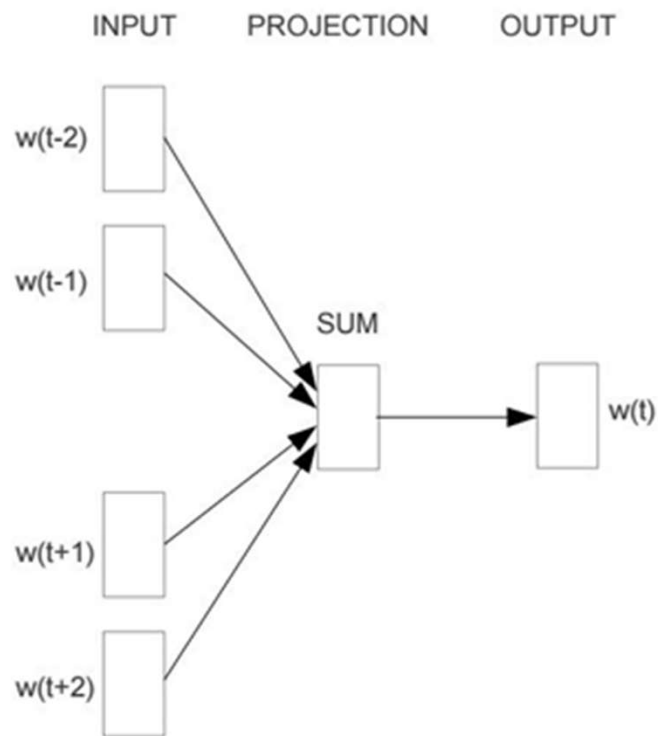 INPUT PROJECTION OUTPUT
w(t-2)
w(t-1)
SUM
w(t)
w(t+1)
w(t+2)